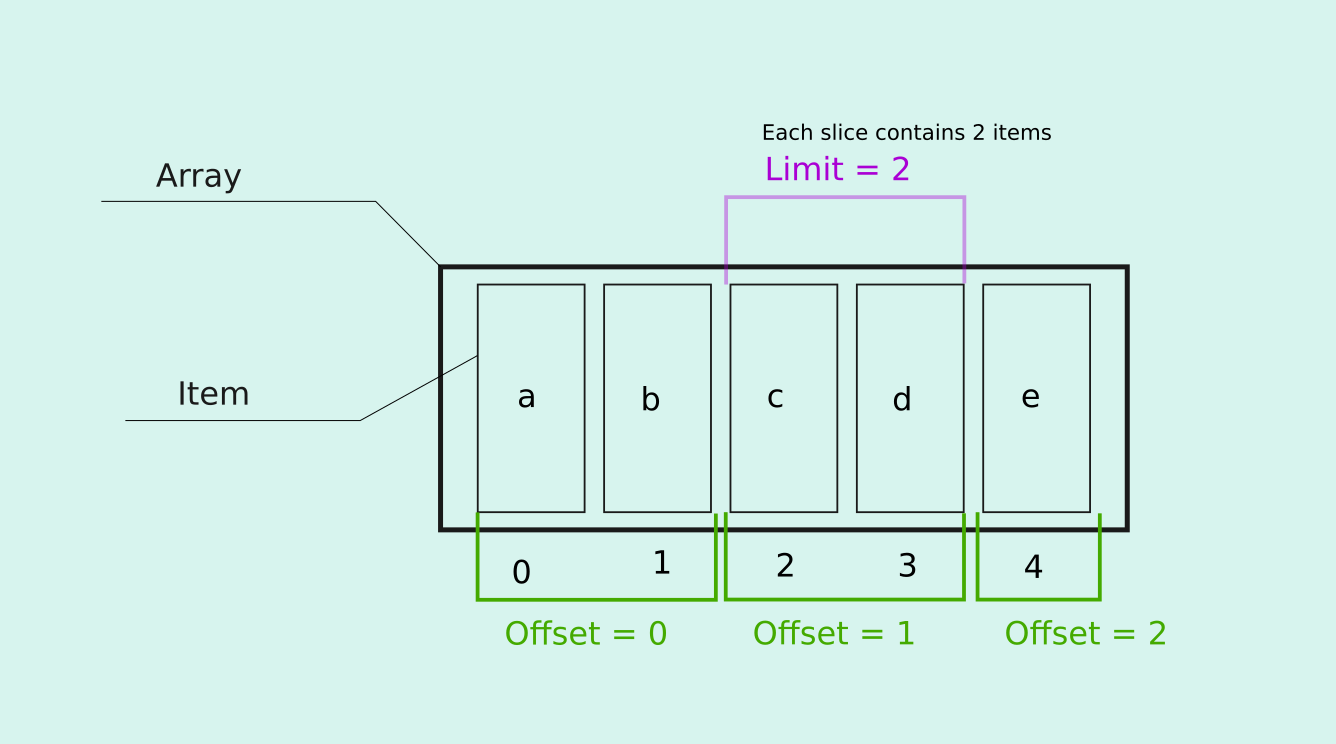 Each slice contains 2 items
Limit = 2
Array
Item
a b c d e
0 1 2 3 4
Offset = 0 Offset = 1 Offset = 2